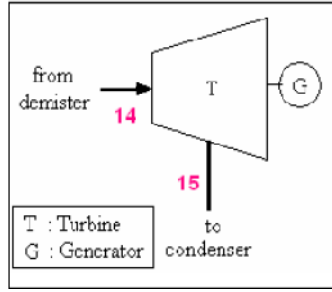 from
demister
14
T
G
15
to
condenser
T : Turbine
G : Generator